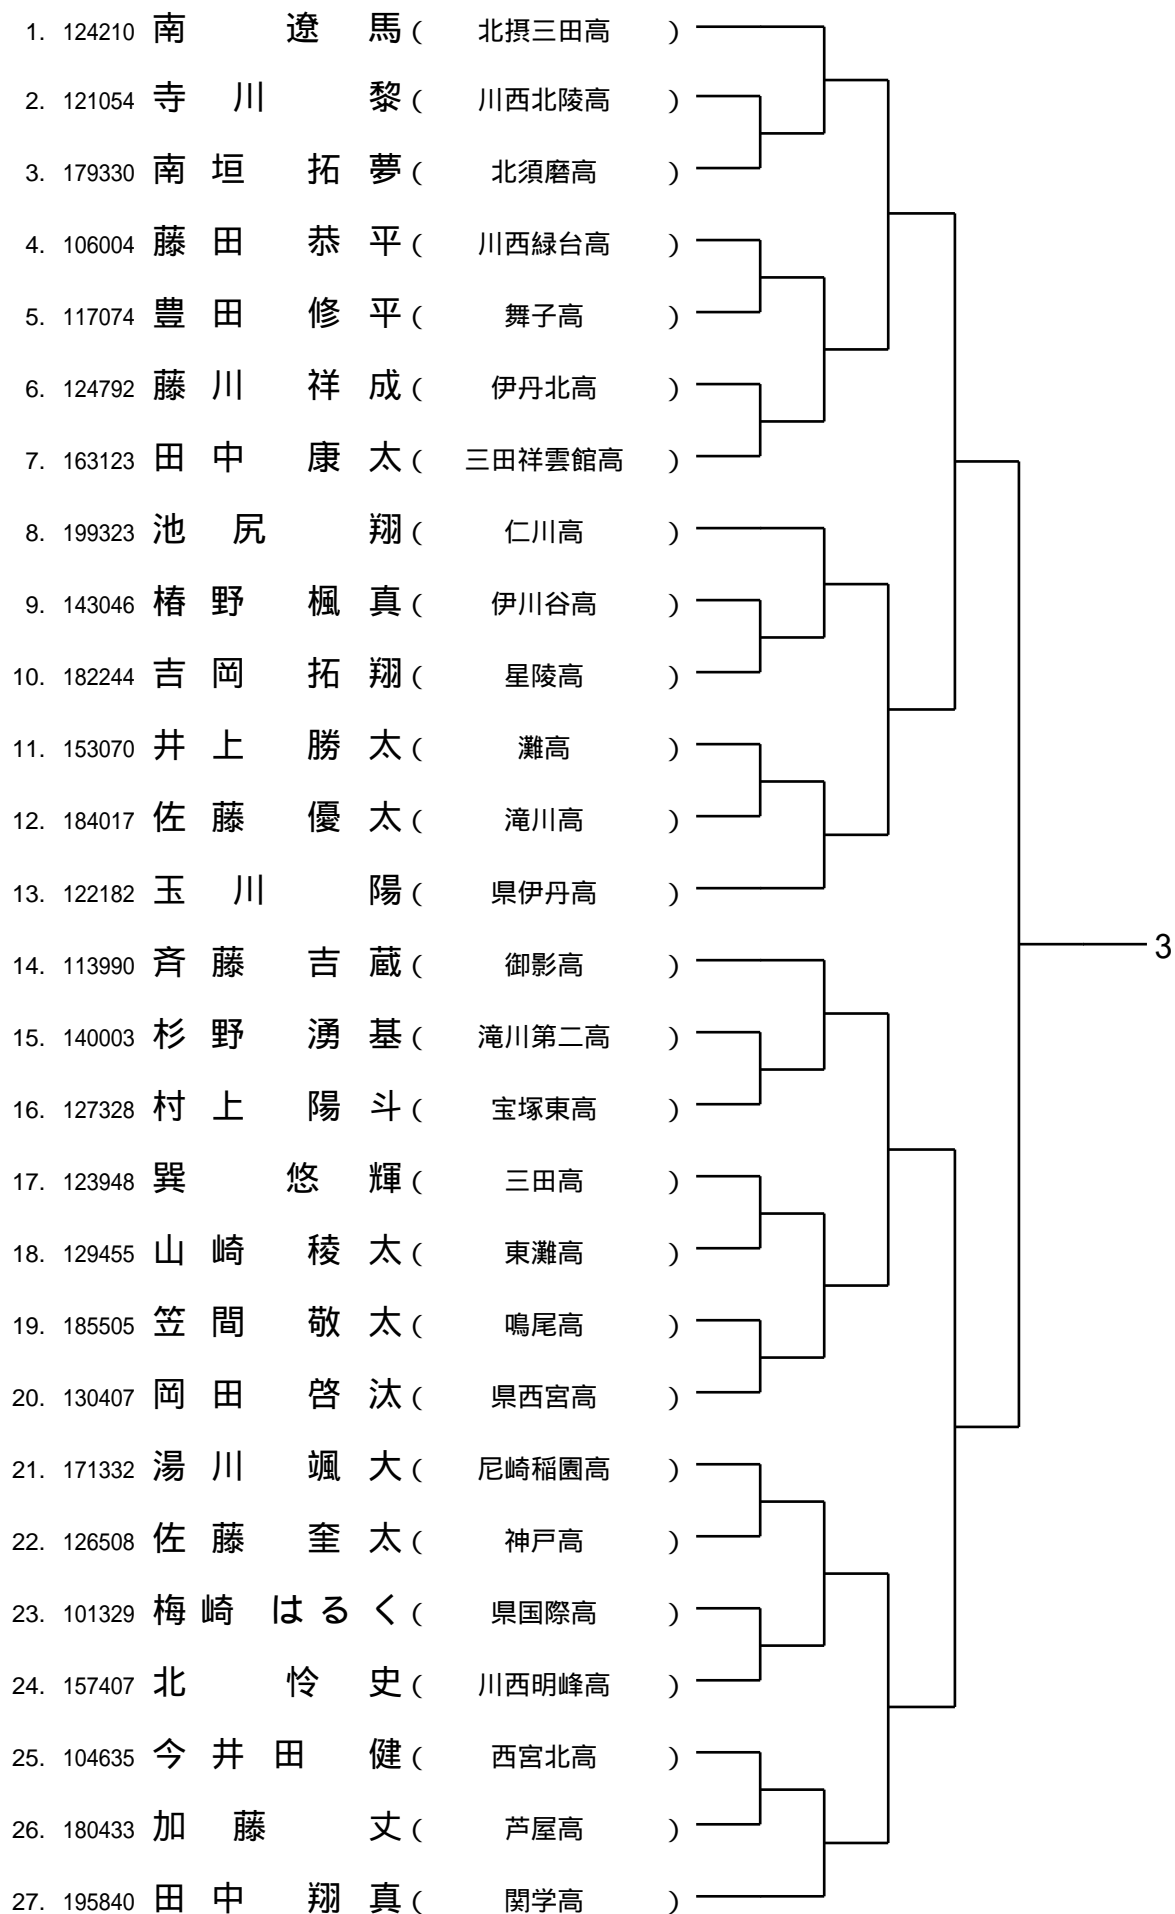 1. 124210 南 遼 馬 ( 北摂三田高 )
2. 121054 寺 川 黎 ( 川西北陵高 )
3. 179330 南 垣 拓 夢 ( 北須磨高 )
4. 106004 藤 田 恭 平 ( 川西緑台高 )
5. 117074 豊 田 修 平 ( 舞子高 )
6. 124792 藤 川 祥 成 ( 伊丹北高 )
7. 163123 田 中 康 太 ( 三田祥雲館高 )
8. 199323 池 尻 翔 ( 仁川高 )
9. 143046 椿 野 楓 真 ( 伊川谷高 )
10. 182244 吉 岡 拓 翔 ( 星陵高 )
11. 153070 井 上 勝 太 ( 灘高 )
12. 184017 佐 藤 優 太 ( 滝川高 )
13. 122182 玉 川 陽 ( 県伊丹高 )
3
14. 113990 斉 藤 吉 蔵 ( 御影高 )
15. 140003 杉 野 湧 基 ( 滝川第二高 )
16. 127328 村 上 陽 斗 ( 宝塚東高 )
17. 123948 巽 悠 輝 ( 三田高 )
18. 129455 山 崎 稜 太 ( 東灘高 )
19. 185505 笠 間 敬 太 ( 鳴尾高 )
20. 130407 岡 田 啓 汰 ( 県西宮高 )
21. 171332 湯 川 颯 大 ( 尼崎稲園高 )
22. 126508 佐 藤 奎 太 ( 神戸高 )
23. 101329 梅 崎 は る く ( 県国際高 )
24. 157407 北 怜 史 ( 川西明峰高 )
25. 104635 今 井 田 健 ( 西宮北高 )
26. 180433 加 藤 丈 ( 芦屋高 )
27. 195840 田 中 翔 真 ( 関学高 )